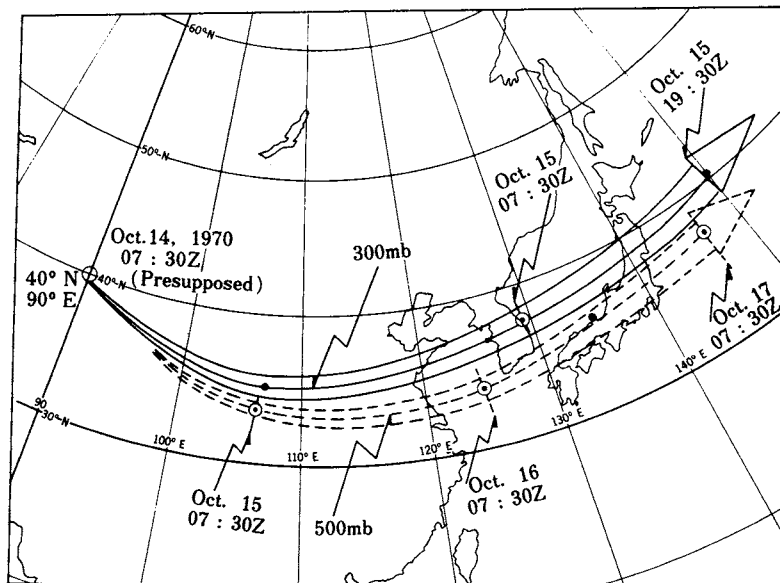 60°-N
50°-N
Oct. 15
19 : 30Z
Oct. 15
07 : 30Z
Oct.14, 1970
07 : 30Z
(Presupposed)
300mb
40° N
90° E
40°-N
Oct. 17
07 : 30Z
140° E
90
30°-N
100° E
110° E
120° E
130° E
Oct. 15
07 : 30Z
500mb
Oct. 16
07 : 30Z